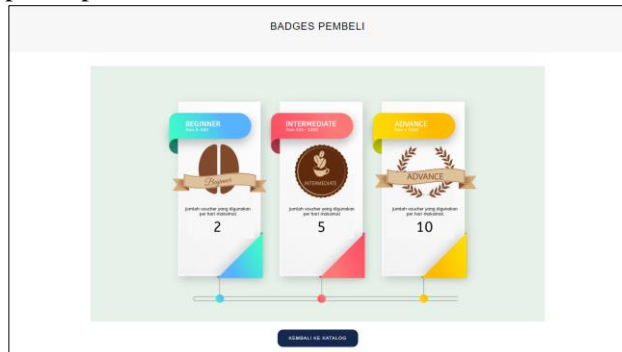 BADGES PEMBELI
BEGINNER
INTERMEDIATE
ADVANCE
Beginner
INTERMEDIATE
ADVANCE
jumlah voucher yang digunakan
per hari maksimal:
2
jumlah voucher yang digunakan
per hari maksimal:
5
jumlah voucher yang digunakan
per hari maksimal:
10
KEMBALI KE KATALOG